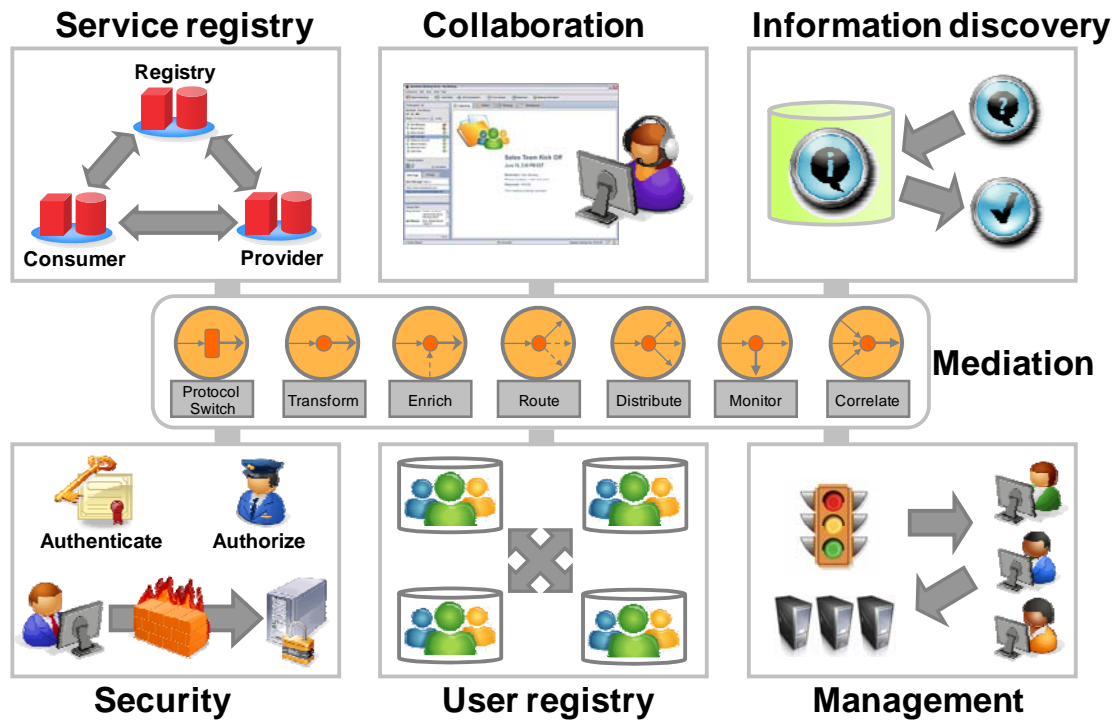 Service registry
Collaboration
Information discovery
Registry
Consumer
Provider
Sales Team Kick Off
?
i
Protocol
Switch
Transform
Enrich
Route
Distribute
Monitor
Correlate
Mediation
Authenticate
Authorize
Security
User registry
Management